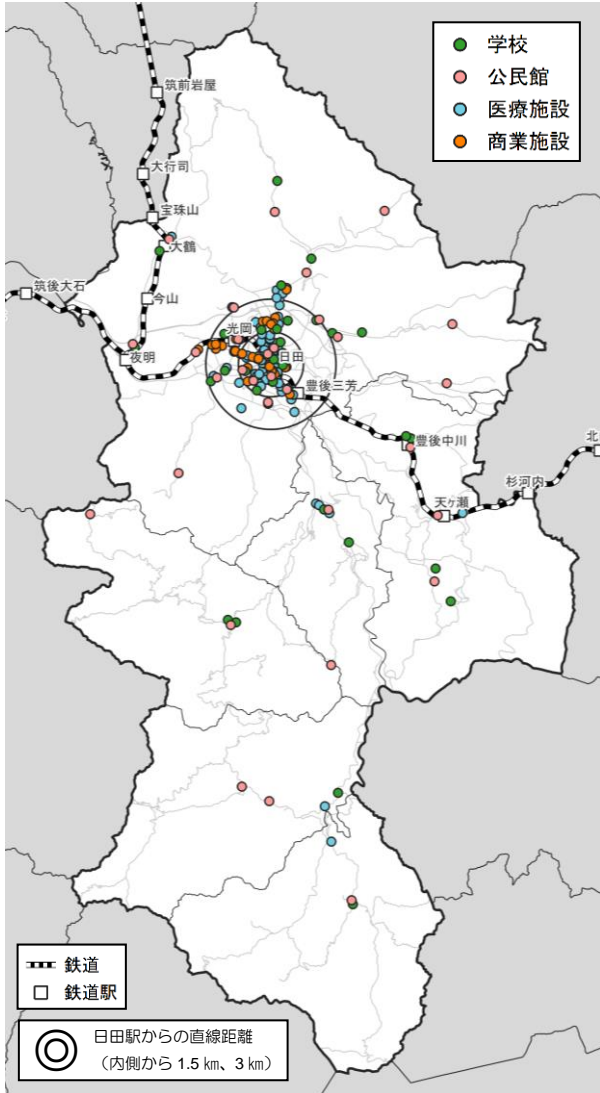 学校
公民館
医療施設
商業施設
筑前岩屋
大行司
宝珠山
大鶴
筑後大石
今山
夜明
光岡
日田
豊後三芳
豊後中川
北
杉河内
天ヶ瀬
鉄道
鉄道駅
日田駅からの直線距離
（内側から 1.5 ㎞、3 ㎞）